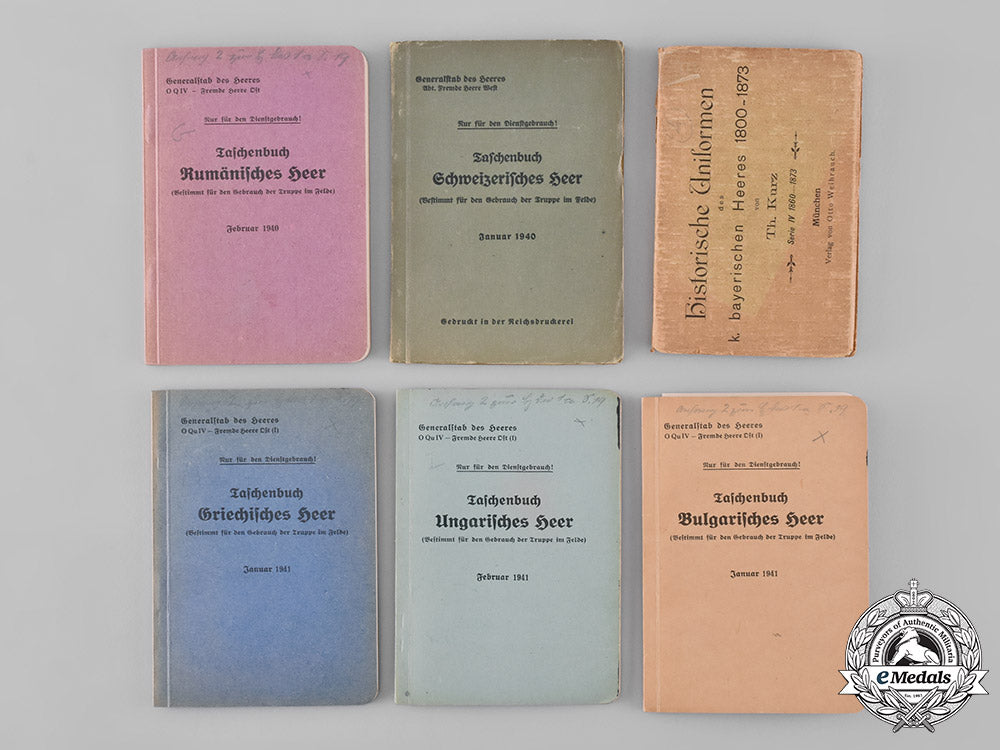 Generalstab des Heeres
O Q IV – Fremde Heere Ost
Nur für den Dienstgebrauch!
Taschenbuch
Rumänisches Heer
(Bestimmt für den Gebrauch der Truppe im Felde)
Februar 1940
Generalstab des Heeres
Abt. Fremde Heere West
Nur für den Dienstgebrauch!
Taschenbuch
Schweizerisches Heer
(Bestimmt für den Gebrauch der Truppe im Felde)
Januar 1940
Gedruckt in der Reichsdruckerei
Historische Uniformen
des
k. bayerischen Heeres 1800-1873
von
Th. Kurz
Serie IV 1860-1873
München
Verlag von Otto Weihrauch.
Generalstab des Heeres
O Qu IV – Fremde Heere Ost (I)
Nur für den Dienstgebrauch!
Taschenbuch
Griechisches Heer
(Bestimmt für den Gebrauch der Truppe im Felde)
Januar 1941
Generalstab des Heeres
O Qu IV – Fremde Heere Ost (I)
Nur für den Dienstgebrauch!
Taschenbuch
Ungarisches Heer
(Bestimmt für den Gebrauch der Truppe im Felde)
Februar 1941
Generalstab des Heeres
O Qu IV – Fremde Heere Ost (I)
Nur für den Dienstgebrauch!
Taschenbuch
Bulgarisches Heer
(Bestimmt für den Gebrauch der Truppe im Felde)
Januar 1941
Purveyors of Authentic Militaria
eMedals